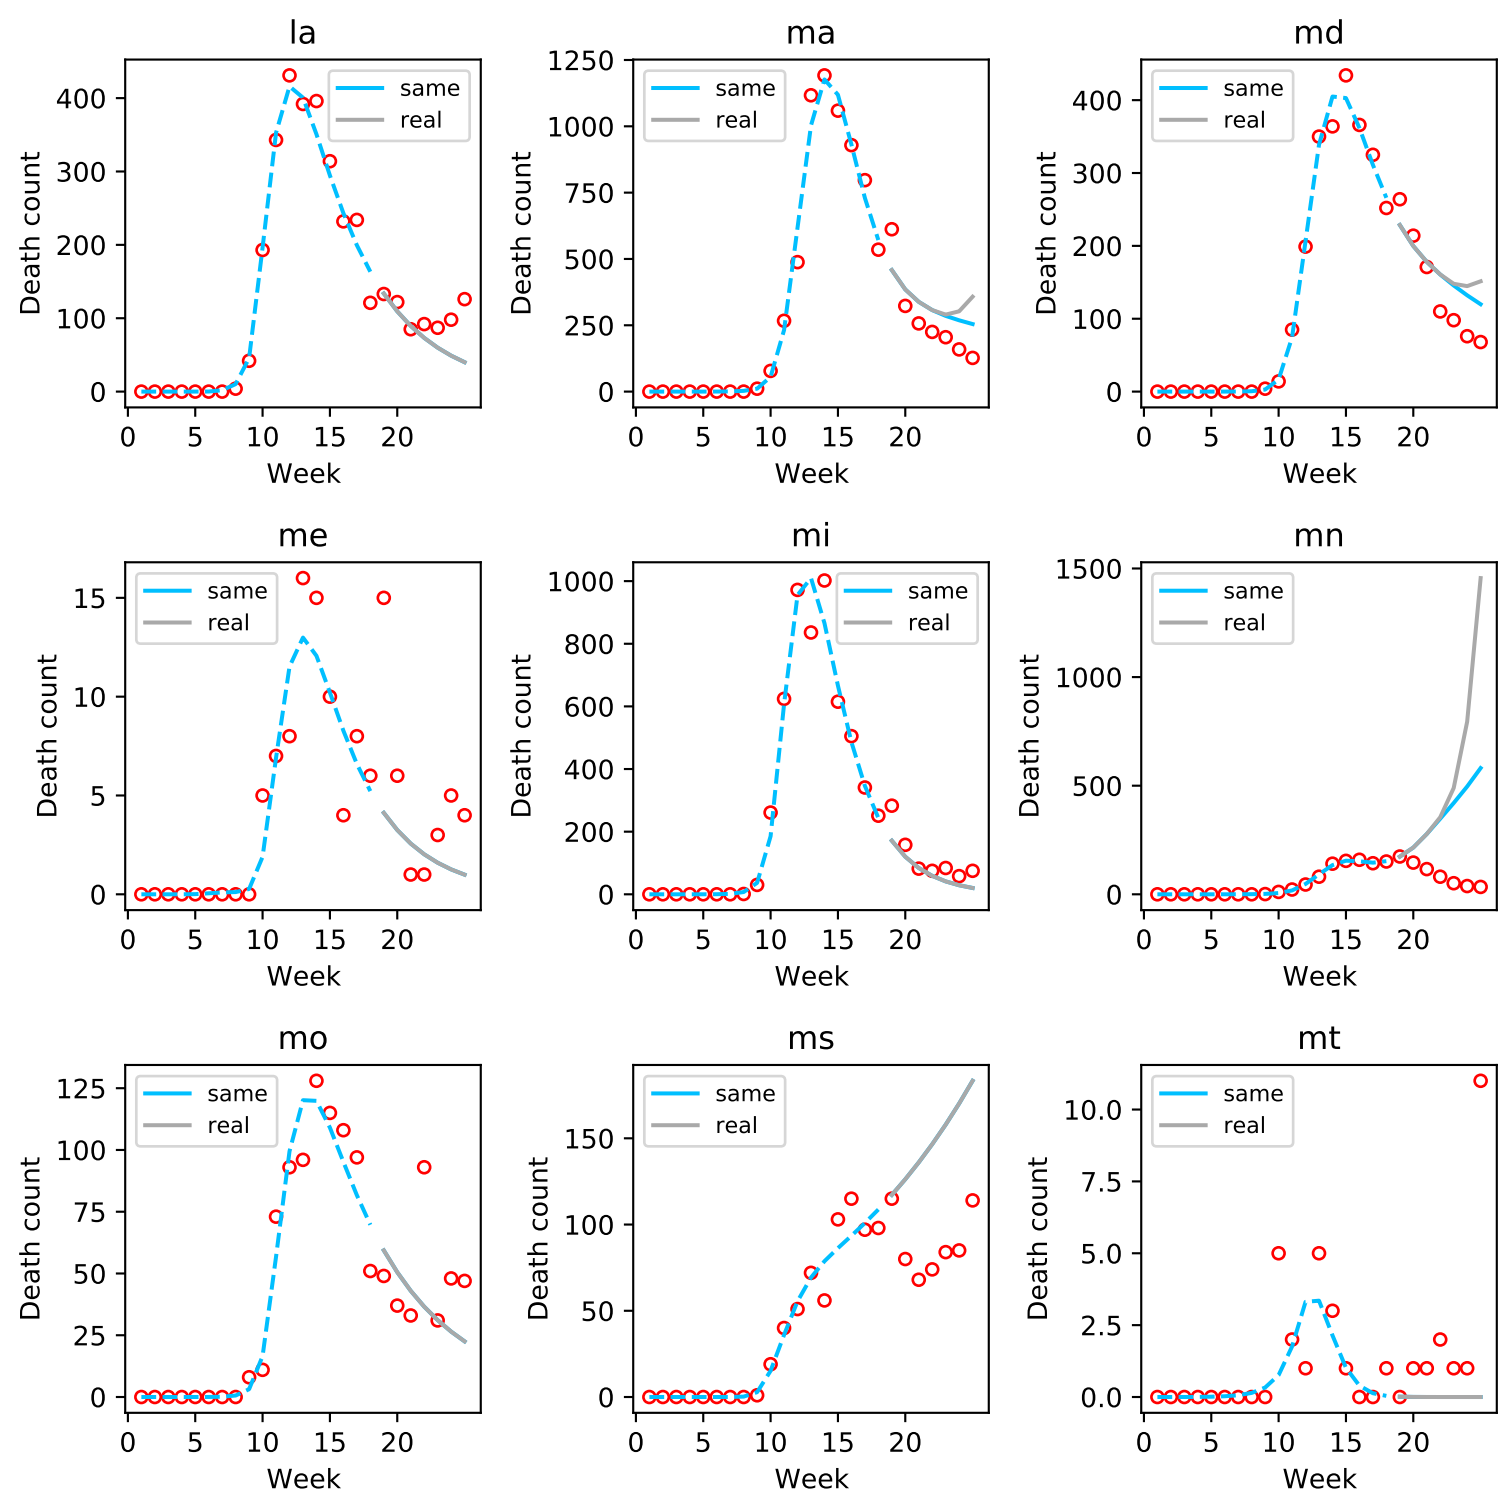 la
ma
md
400
300
200
100
0
Death count
same
real
0 5 10 15 20
Week
1250
1000
750
500
250
0
Death count
same
real
0 5 10 15 20
Week
400
300
200
100
0
Death count
same
real
0 5 10 15 20
Week
me
mi
mn
15
10
5
0
Death count
same
real
0 5 10 15 20
Week
1000
800
600
400
200
0
Death count
same
real
0 5 10 15 20
Week
1500
1000
500
0
Death count
same
real
0 5 10 15 20
Week
mo
ms
mt
125
100
75
50
25
0
Death count
same
real
0 5 10 15 20
Week
150
100
50
0
Death count
same
real
0 5 10 15 20
Week
10.0
7.5
5.0
2.5
0.0
Death count
same
real
0 5 10 15 20
Week